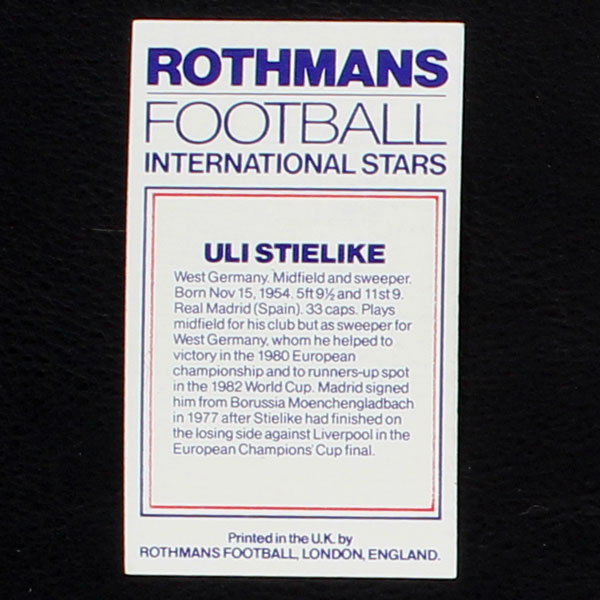 ROTHMANS
FOOTBALL
INTERNATIONAL STARS
ULI STIELIKE
West Germany. Midfield and sweeper.
Born Nov 15, 1954. 5ft 9½ and 11st 9.
Real Madrid (Spain). 33 caps. Plays
midfield for his club but as sweeper for
West Germany, whom he helped to
victory in the 1980 European
championship and to runners-up spot
in the 1982 World Cup. Madrid signed
him from Borussia Moenchengladbach
in 1977 after Stielike had finished on
the losing side against Liverpool in the
European Champions' Cup final.
Printed in the U.K. by
ROTHMANS FOOTBALL, LONDON, ENGLAND.